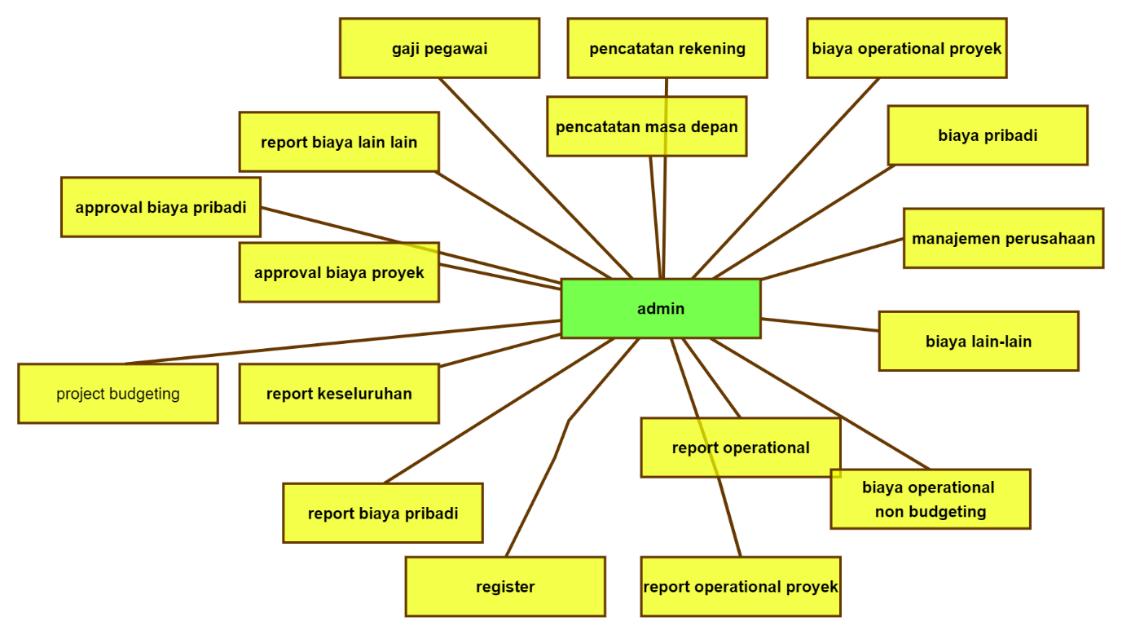 gaji pegawai
pencatatan rekening
biaya operational proyek
pencatatan masa depan
biaya pribadi
report biaya lain lain
approval biaya pribadi
manajemen perusahaan
approval biaya proyek
admin
biaya lain-lain
project budgeting
report keseluruhan
report operational
biaya operational
non budgeting
report biaya pribadi
register
report operational proyek